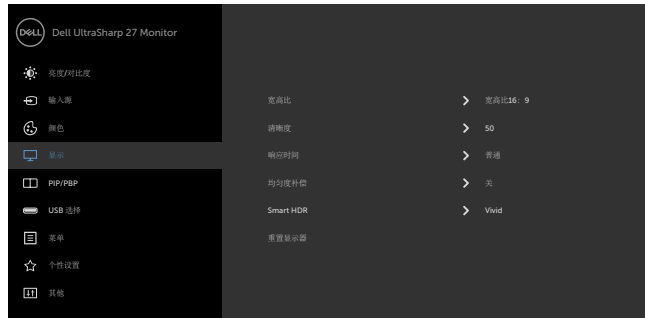 DELL Dell UltraSharp 27 Monitor
亮度/对比度
输入源
宽高比 宽高比16：9
颜色
清晰度 50
显示
响应时间 普通
PIP/PBP
均匀度补偿 关
USB 选择
Smart HDR Vivid
菜单
重置显示器
个性设置
其他